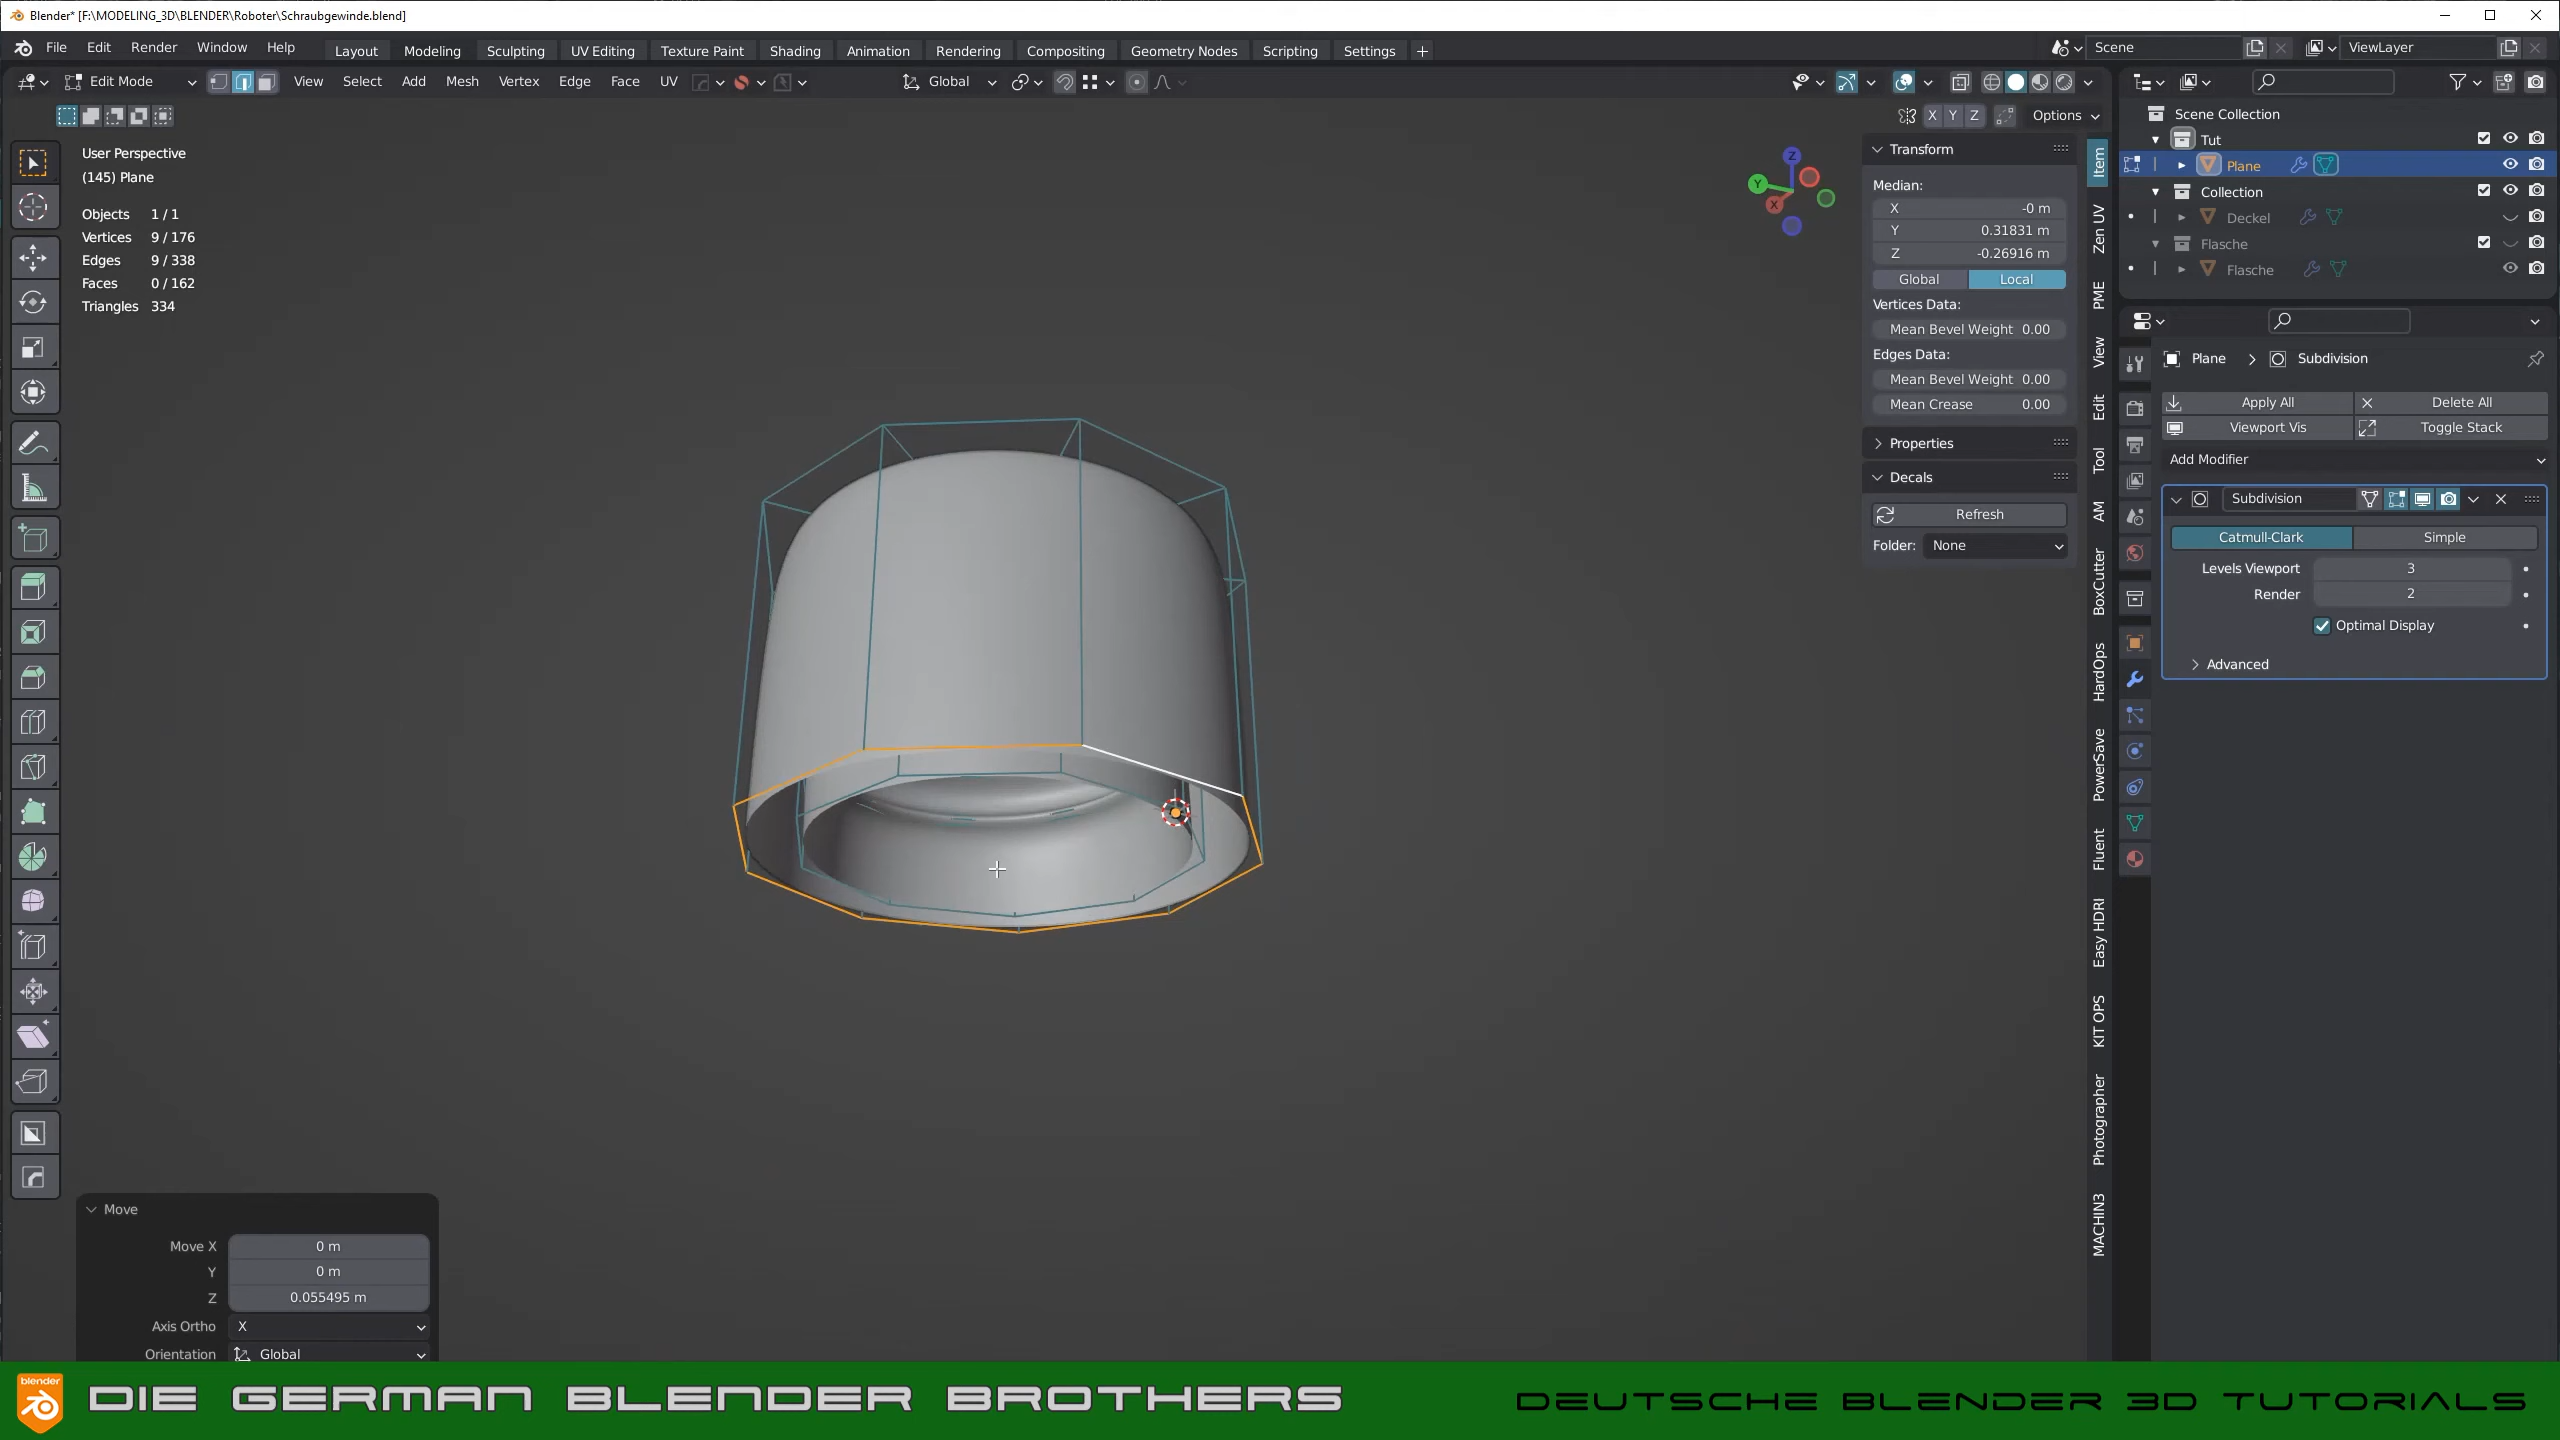 Blender* [F:\MODELING_3D\BLENDER\Roboter\Schraubgewinde.blend]
File Edit Render Window Help Layout Modeling Sculpting UV Editing Texture Paint Shading Animation Rendering Compositing Geometry Nodes Scripting Settings + Scene ViewLayer
Edit Mode View Select Add Mesh Vertex Edge Face UV Global
X Y Z Options
User Perspective
(145) Plane
Objects 1 / 1
Vertices 9 / 176
Edges 9 / 338
Faces 0 / 162
Triangles 334
Z
Y
X
Transform
Median:
X -0 m
Y 0.31831 m
Z -0.26916 m
Global Local
Vertices Data:
Mean Bevel Weight 0.00
Edges Data:
Mean Bevel Weight 0.00
Mean Crease 0.00
Properties
Decals
Refresh
Folder: None
Item
Zen UV
PME
View
Edit
Tool
AM
BoxCutter
HardOps
PowerSave
Fluent
Easy HDRI
KIT OPS
Photographer
MACHIN3
Scene Collection
Tut
Plane
Collection
Deckel
Flasche
Flasche
Plane > Subdivision
Apply All Delete All
Viewport Vis Toggle Stack
Add Modifier
Subdivision
Catmull-Clark Simple
Levels Viewport 3
Render 2
Optimal Display
Advanced
Move
Move X 0 m
Y 0 m
Z 0.055495 m
Axis Ortho X
Orientation Global
blender
DIE GERMAN BLENDER BROTHERS
DEUTSCHE BLENDER 3D TUTORIALS